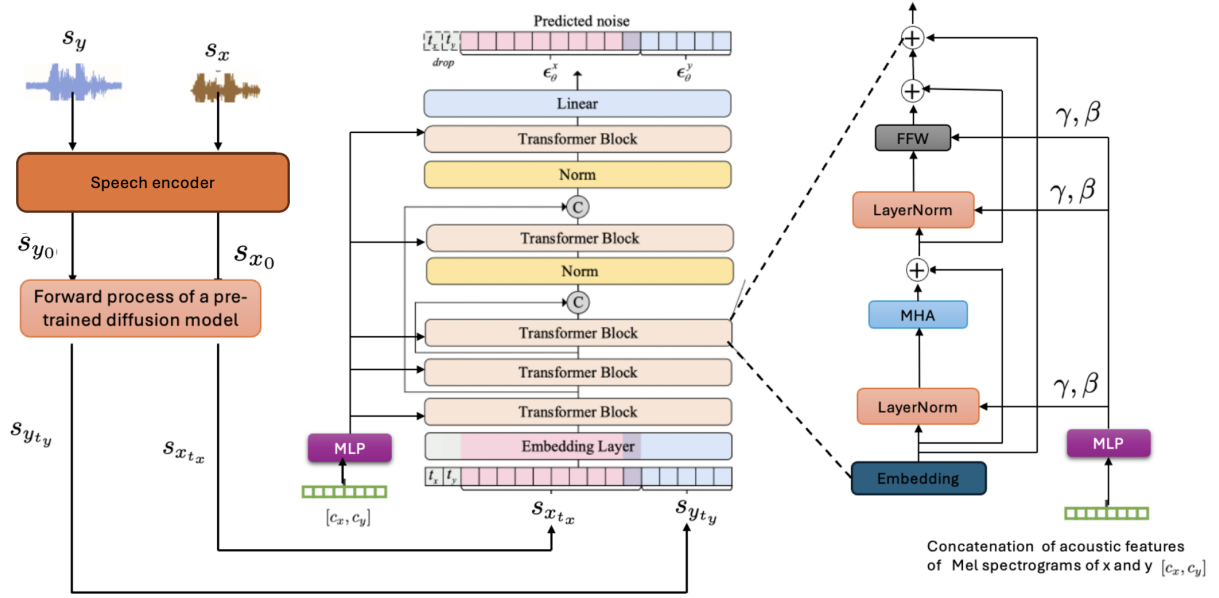 s_y
s_x
Speech encoder
s̄_{y_0}
s_{x_0}
Forward process of a pre-
trained diffusion model
s_{y_{t_y}}
s_{x_{t_x}}
Predicted noise
t_x t_y
drop
ϵ_θ^x
ϵ_θ^y
Linear
Transformer Block
Norm
C
Transformer Block
Norm
C
Transformer Block
Transformer Block
Transformer Block
Embedding Layer
MLP
t_x t_y
[c_x, c_y]
s_{x_{t_x}}
s_{y_{t_y}}
+
+
FFW
γ, β
LayerNorm
γ, β
+
MHA
γ, β
LayerNorm
MLP
Embedding
Concatenation of acoustic features
of Mel spectrograms of x and y [c_x, c_y]